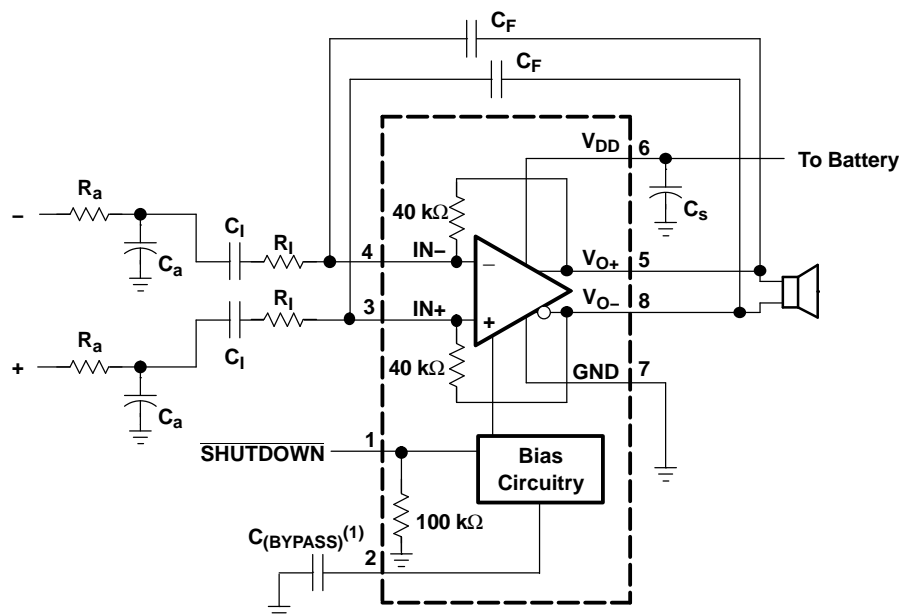 C_F
C_F
V_DD 6
To Battery
R_a
40 kΩ
C_s
−
C_I
R_I
4 IN−
−
V_O+ 5
C_a
R_I
3 IN+
+
V_O− 8
R_a
C_I
+
40 kΩ
GND 7
C_a
SHUTDOWN
1
Bias
Circuitry
100 kΩ
C_(BYPASS)^(1)
2